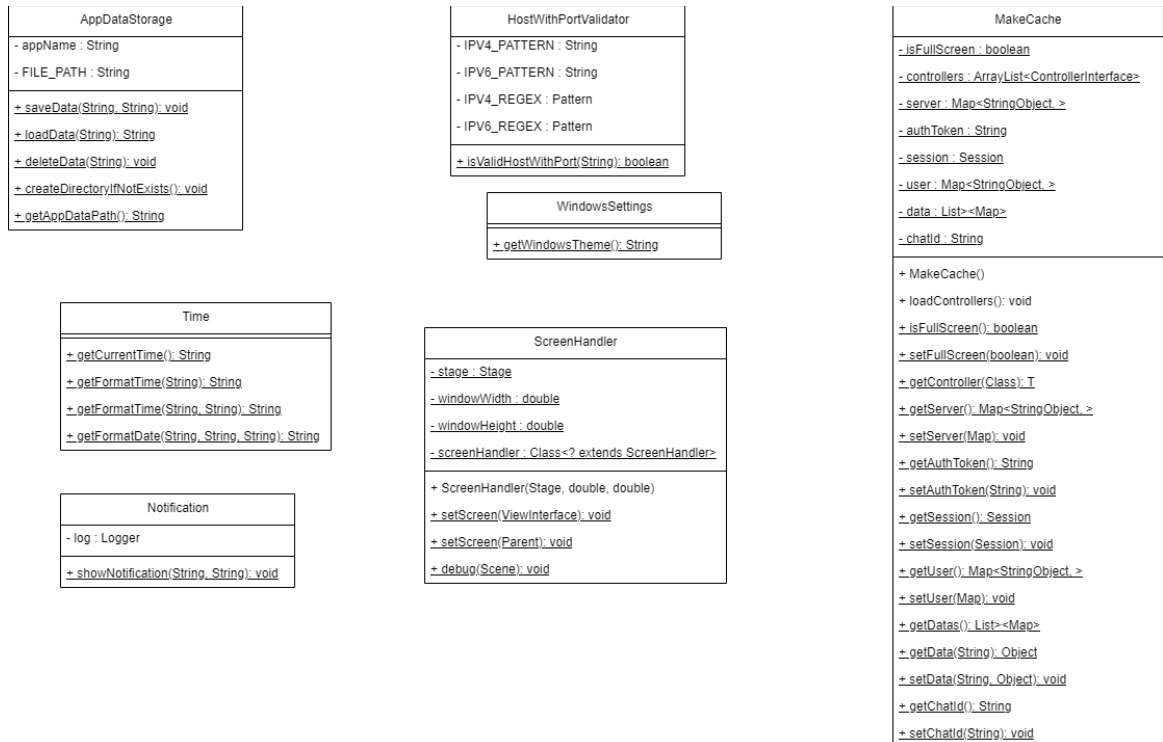 AppDataStorage
- appName : String
- FILE_PATH : String
+ saveData(String, String): void
+ loadData(String): String
+ deleteData(String): void
+ createDirectoryIfNotExists(): void
+ getAppDataPath(): String
HostWithPortValidator
- IPV4_PATTERN : String
- IPV6_PATTERN : String
- IPV4_REGEX : Pattern
- IPV6_REGEX : Pattern
+ isValidHostWithPort(String): boolean
WindowsSettings
+ getWindowsTheme(): String
Time
+ getCurrentTime(): String
+ getFormatTime(String): String
+ getFormatTime(String, String): String
+ getFormatDate(String, String, String): String
ScreenHandler
- stage : Stage
- windowWidth : double
- windowHeight : double
- screenHandler : Class<? extends ScreenHandler>
+ ScreenHandler(Stage, double, double)
+ setScreen(ViewInterface): void
+ setScreen(Parent): void
+ debug(Scene): void
Notification
- log : Logger
+ showNotification(String, String): void
MakeCache
- isFullScreen : boolean
- controllers : ArrayList<ControllerInterface>
- server : Map<StringObject, >
- authToken : String
- session : Session
- user : Map<StringObject, >
- data : List><Map>
- chatId : String
+ MakeCache()
+ loadControllers(): void
+ isFullScreen(): boolean
+ setFullScreen(boolean): void
+ getController(Class): T
+ getServer(): Map<StringObject, >
+ setServer(Map): void
+ getAuthToken(): String
+ setAuthToken(String): void
+ getSession(): Session
+ setSession(Session): void
+ getUser(): Map<StringObject, >
+ setUser(Map): void
+ getDatas(): List><Map>
+ getData(String): Object
+ setData(String, Object): void
+ getChatId(): String
+ setChatId(String): void